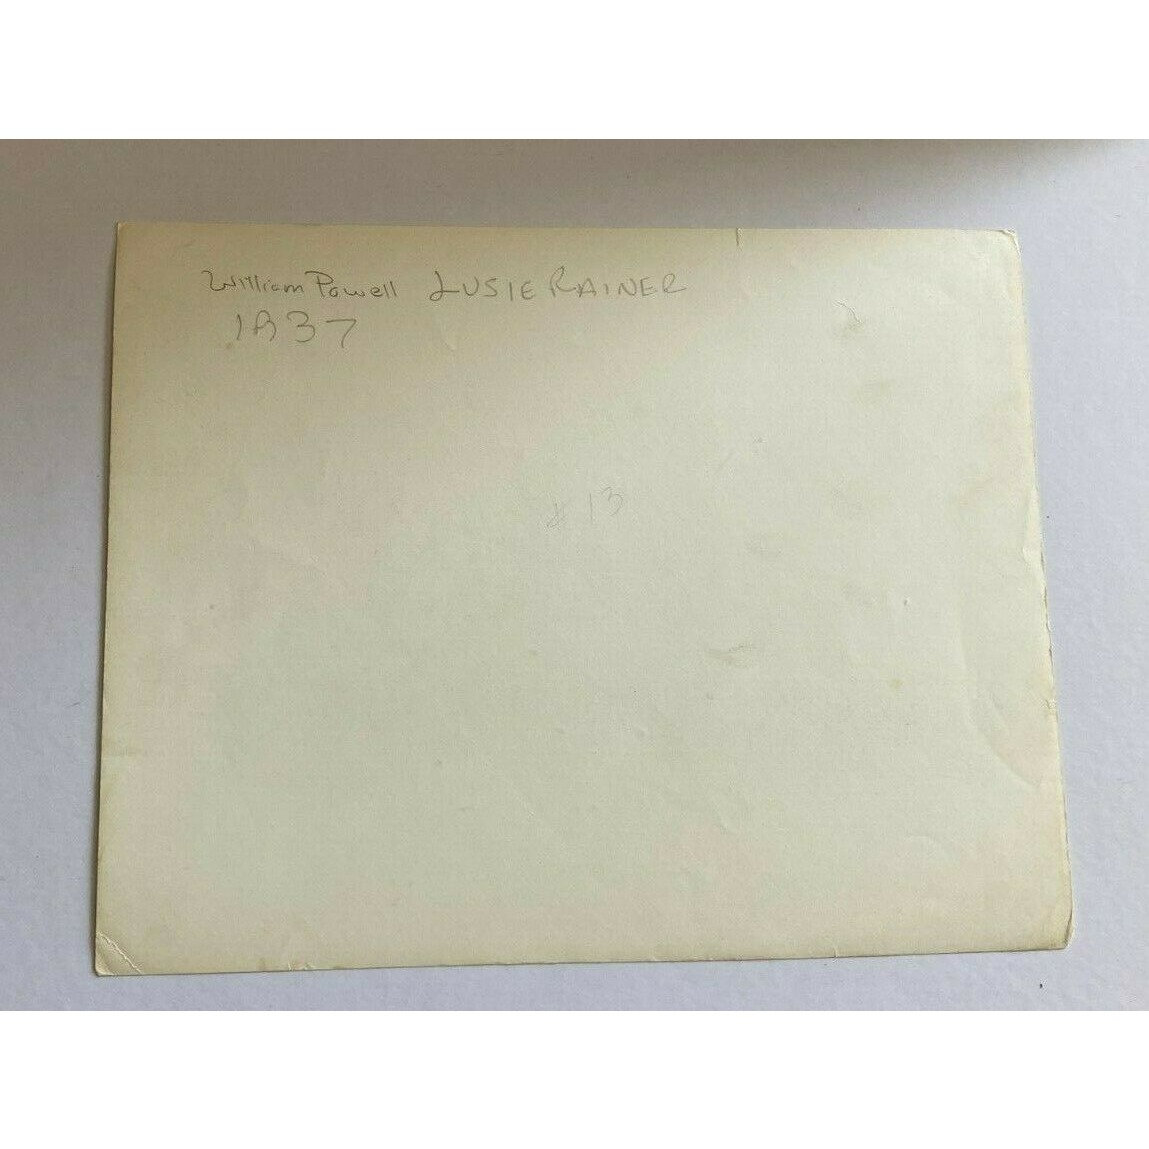 William Powell LUSIE RAINER
1937
#13